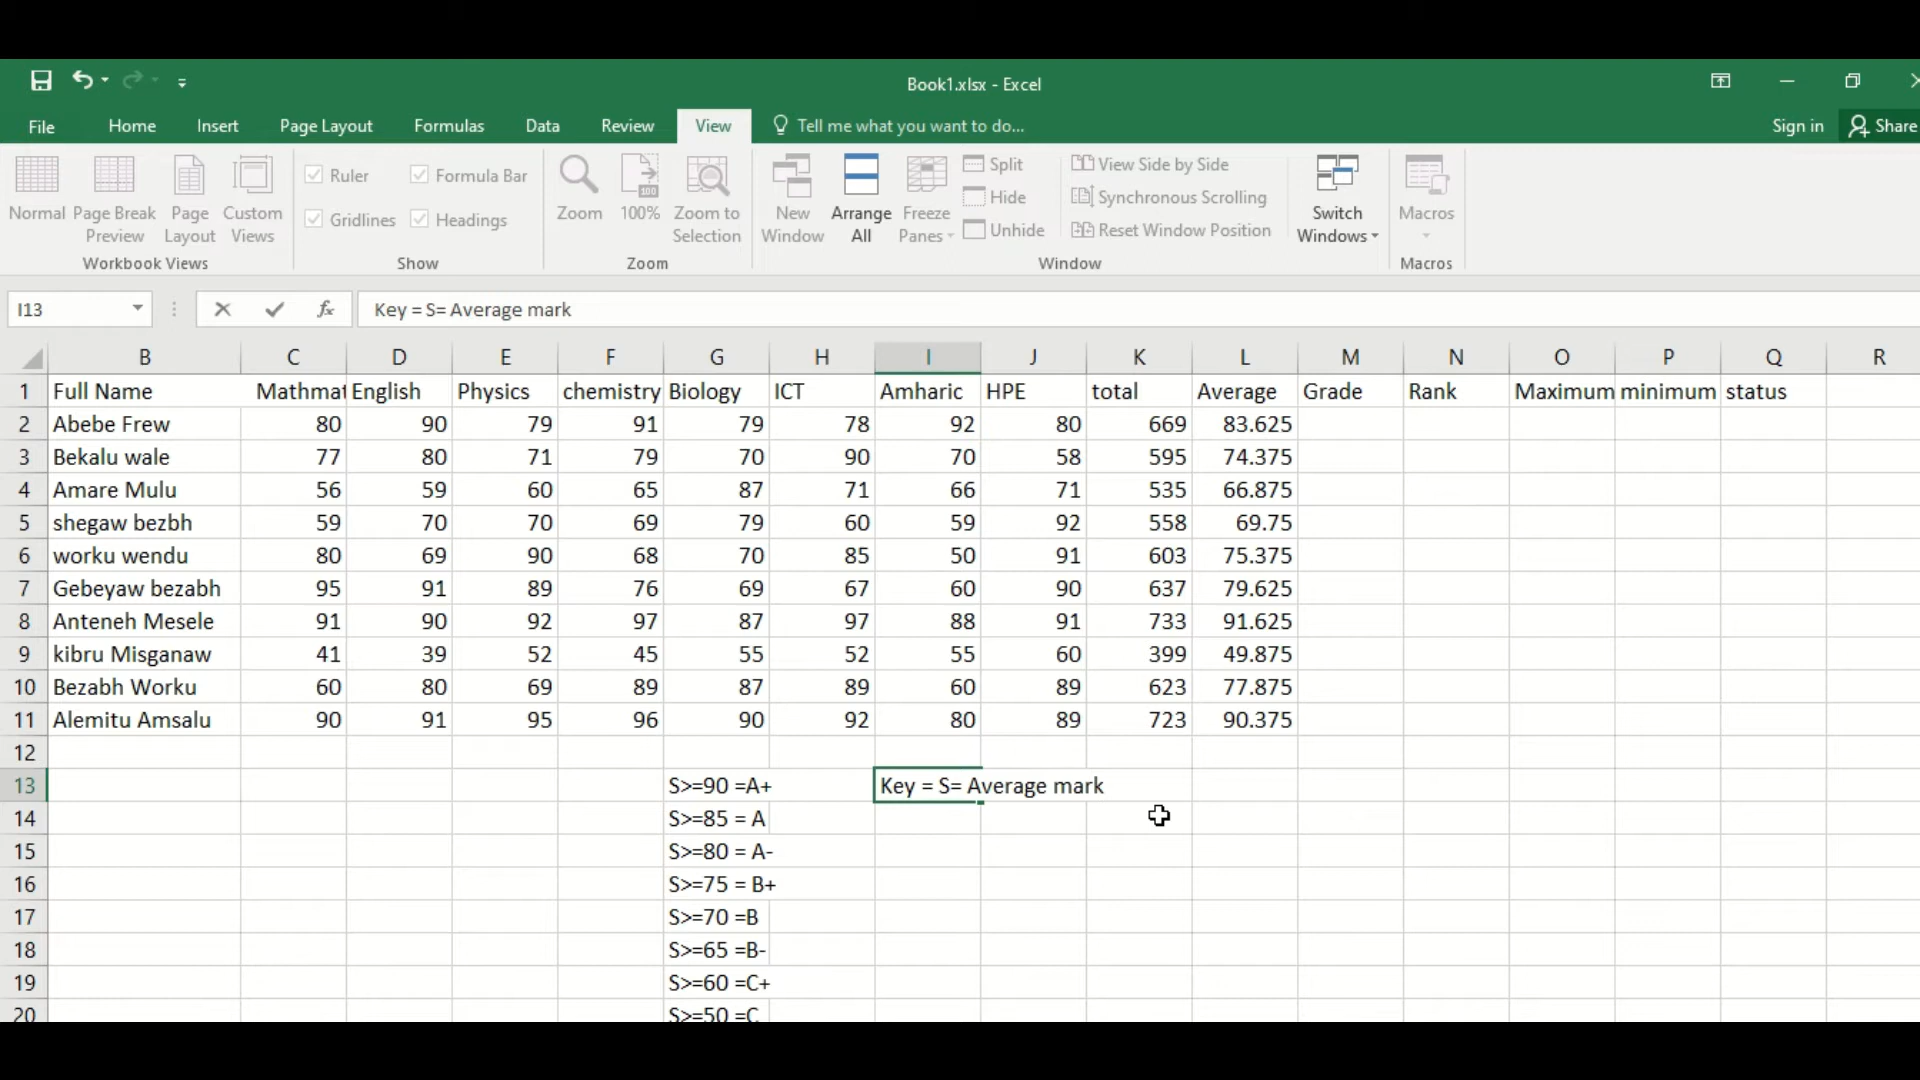 Book1.xlsx - Excel
File Home Insert Page Layout Formulas Data Review View Tell me what you want to do... Sign in Share
Normal Page Break Preview Page Layout Custom Views
Workbook Views
Ruler Formula Bar
Gridlines Headings
Show
Zoom 100% Zoom to Selection
Zoom
New Window Arrange All Freeze Panes
Split
Hide
Unhide
View Side by Side
Synchronous Scrolling
Reset Window Position
Switch Windows
Window
Macros
Macros
I13 fx Key = S= Average mark
B C D E F G H I J K L M N O P Q R
1 Full Name Mathmat English Physics chemistry Biology ICT Amharic HPE total Average Grade Rank Maximum minimum status
2 Abebe Frew 80 90 79 91 79 78 92 80 669 83.625
3 Bekalu wale 77 80 71 79 70 90 70 58 595 74.375
4 Amare Mulu 56 59 60 65 87 71 66 71 535 66.875
5 shegaw bezbh 59 70 70 69 79 60 59 92 558 69.75
6 worku wendu 80 69 90 68 70 85 50 91 603 75.375
7 Gebeyaw bezabh 95 91 89 76 69 67 60 90 637 79.625
8 Anteneh Mesele 91 90 92 97 87 97 88 91 733 91.625
9 kibru Misganaw 41 39 52 45 55 52 55 60 399 49.875
10 Bezabh Worku 60 80 69 89 87 89 60 89 623 77.875
11 Alemitu Amsalu 90 91 95 96 90 92 80 89 723 90.375
12
13 S>=90 =A+ Key = S= Average mark
14 S>=85 = A
15 S>=80 = A-
16 S>=75 = B+
17 S>=70 =B
18 S>=65 =B-
19 S>=60 =C+
20 S>=50 =C